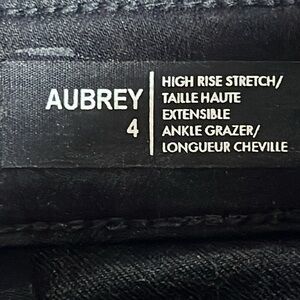 AUBREY
4
HIGH RISE STRETCH/
TAILLE HAUTE
EXTENSIBLE
ANKLE GRAZER/
LONGUEUR CHEVILLE